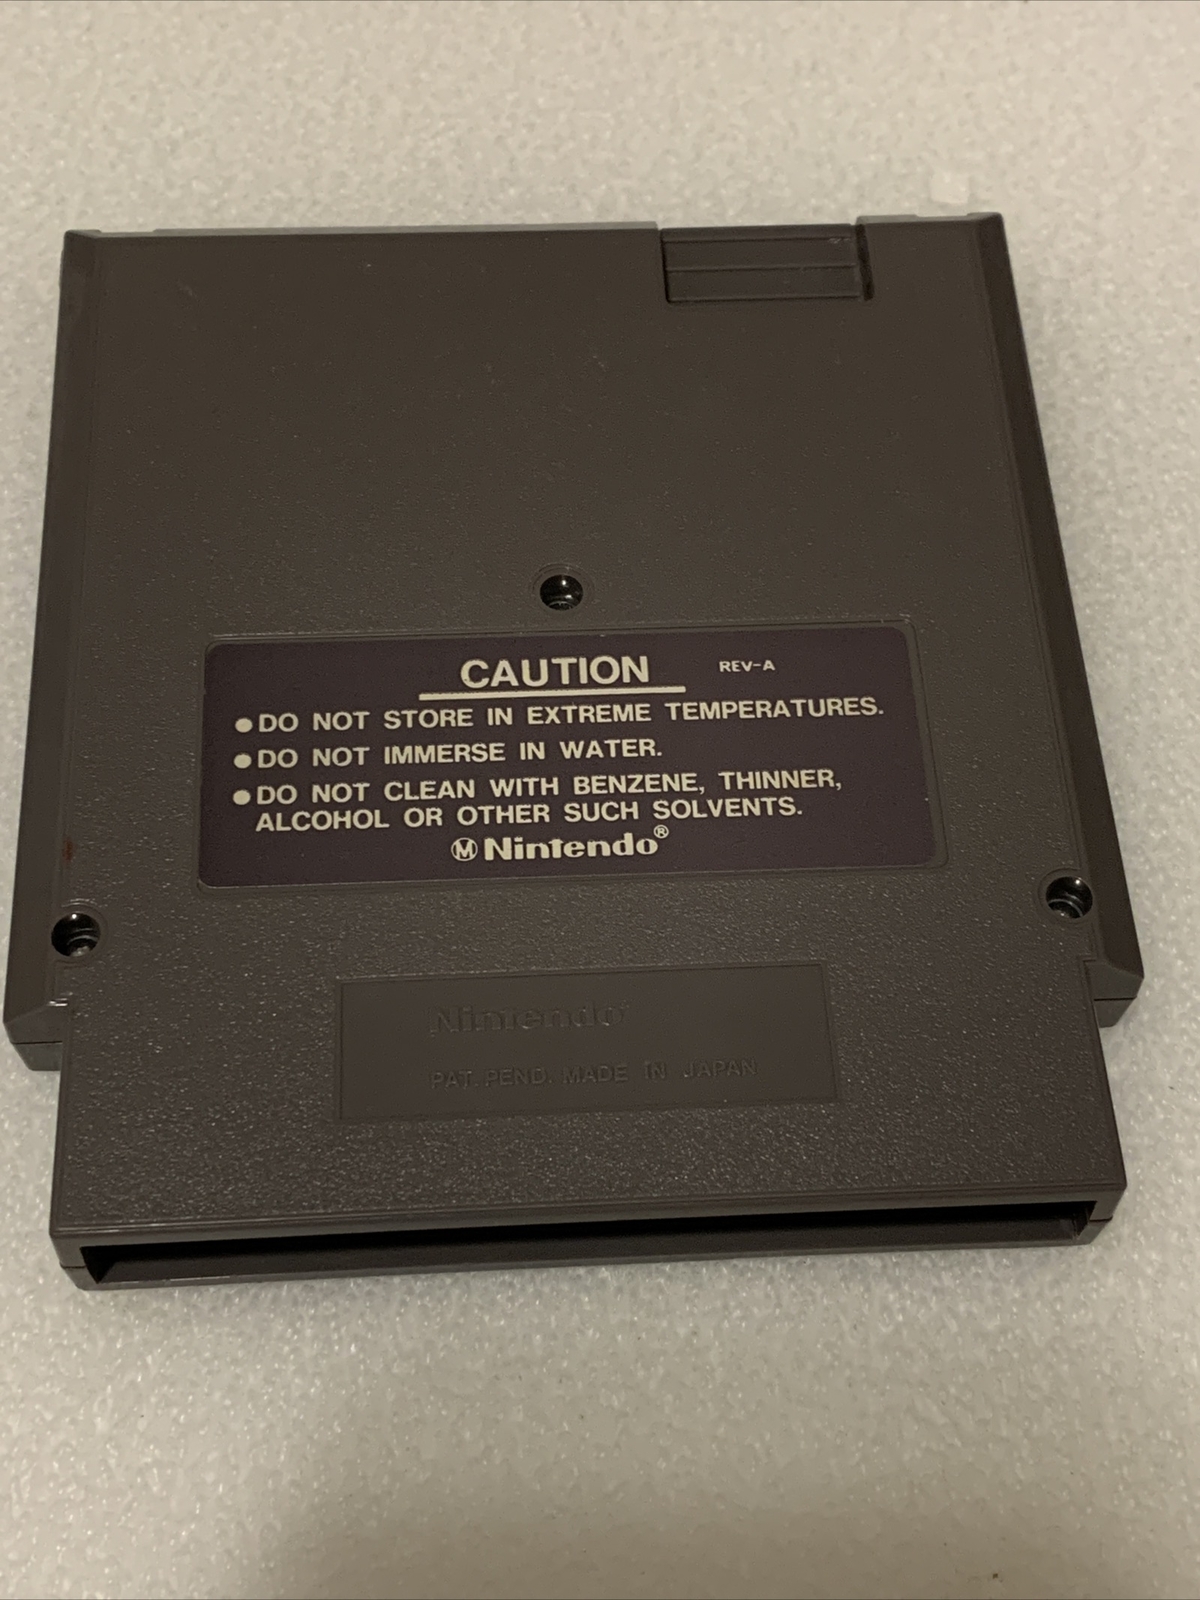 CAUTION REV-A
●DO NOT STORE IN EXTREME TEMPERATURES.
●DO NOT IMMERSE IN WATER.
●DO NOT CLEAN WITH BENZENE, THINNER,
ALCOHOL OR OTHER SUCH SOLVENTS.
Ⓜ Nintendo®
Nintendo
PAT. PEND. MADE IN JAPAN